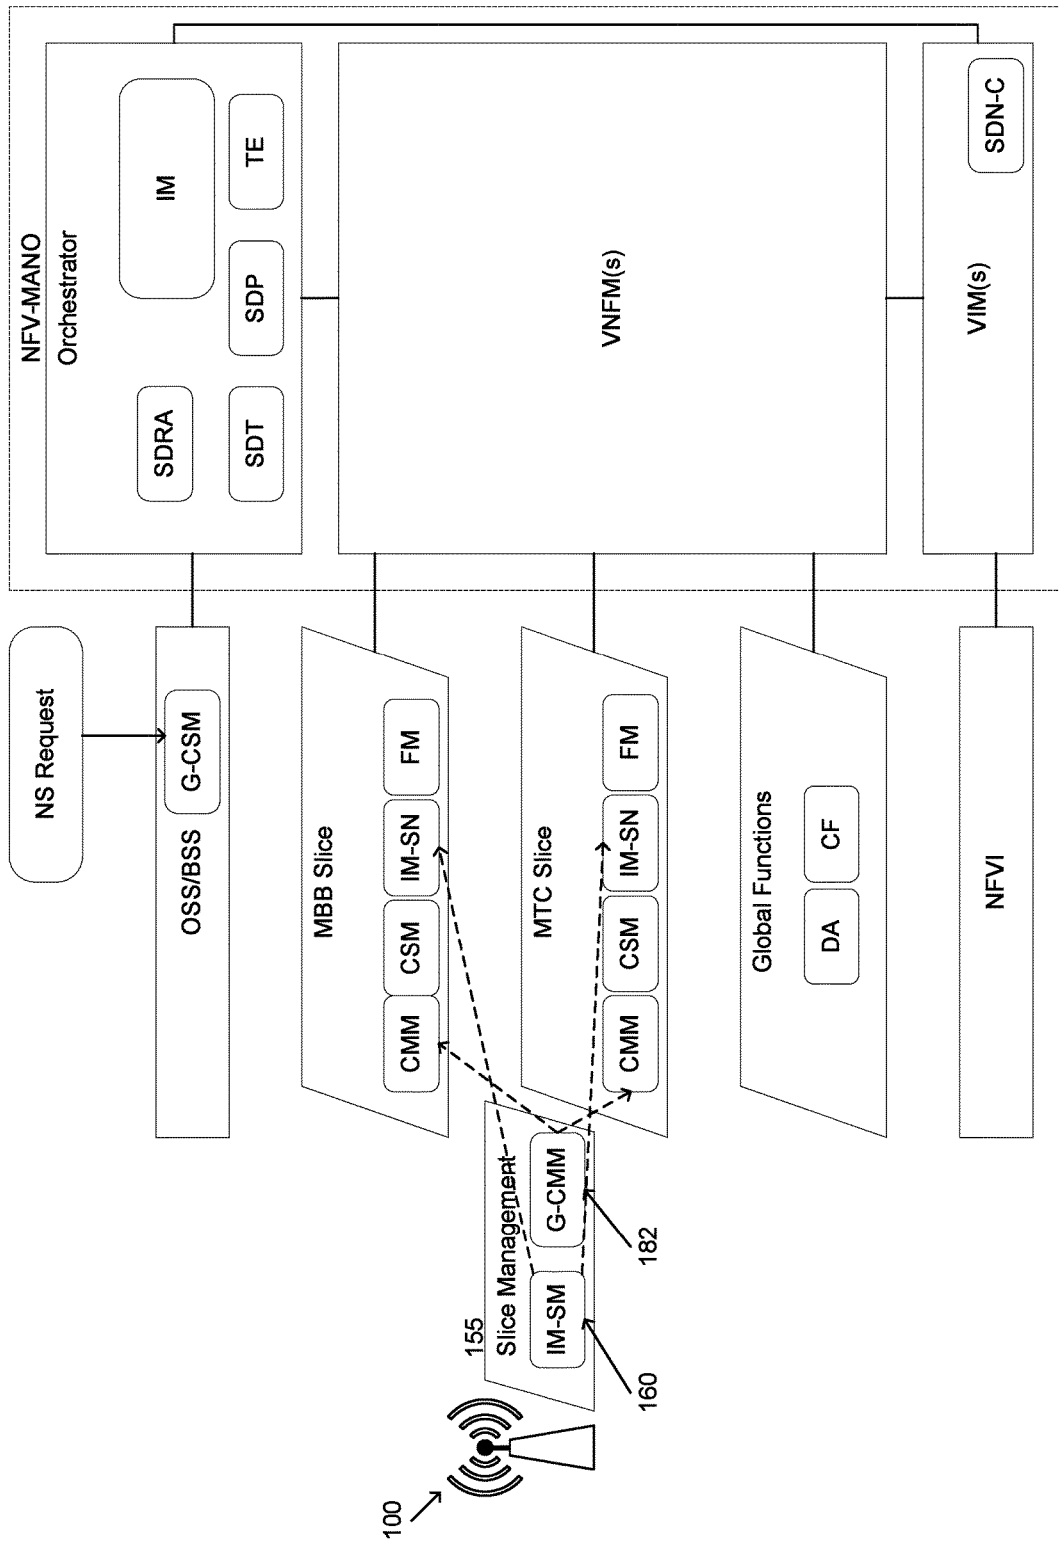 NS Request
OSS/BSS
G-CSM
MBB Slice
CMM
CSM
IM-SN
FM
155
Slice Management
IM-SM
G-CMM
160
182
100
MTC Slice
CMM
CSM
IM-SN
FM
Global Functions
DA
CF
NFVI
NFV-MANO
Orchestrator
SDRA
IM
SDT
SDP
TE
VNFM(s)
VIM(s)
SDN-C